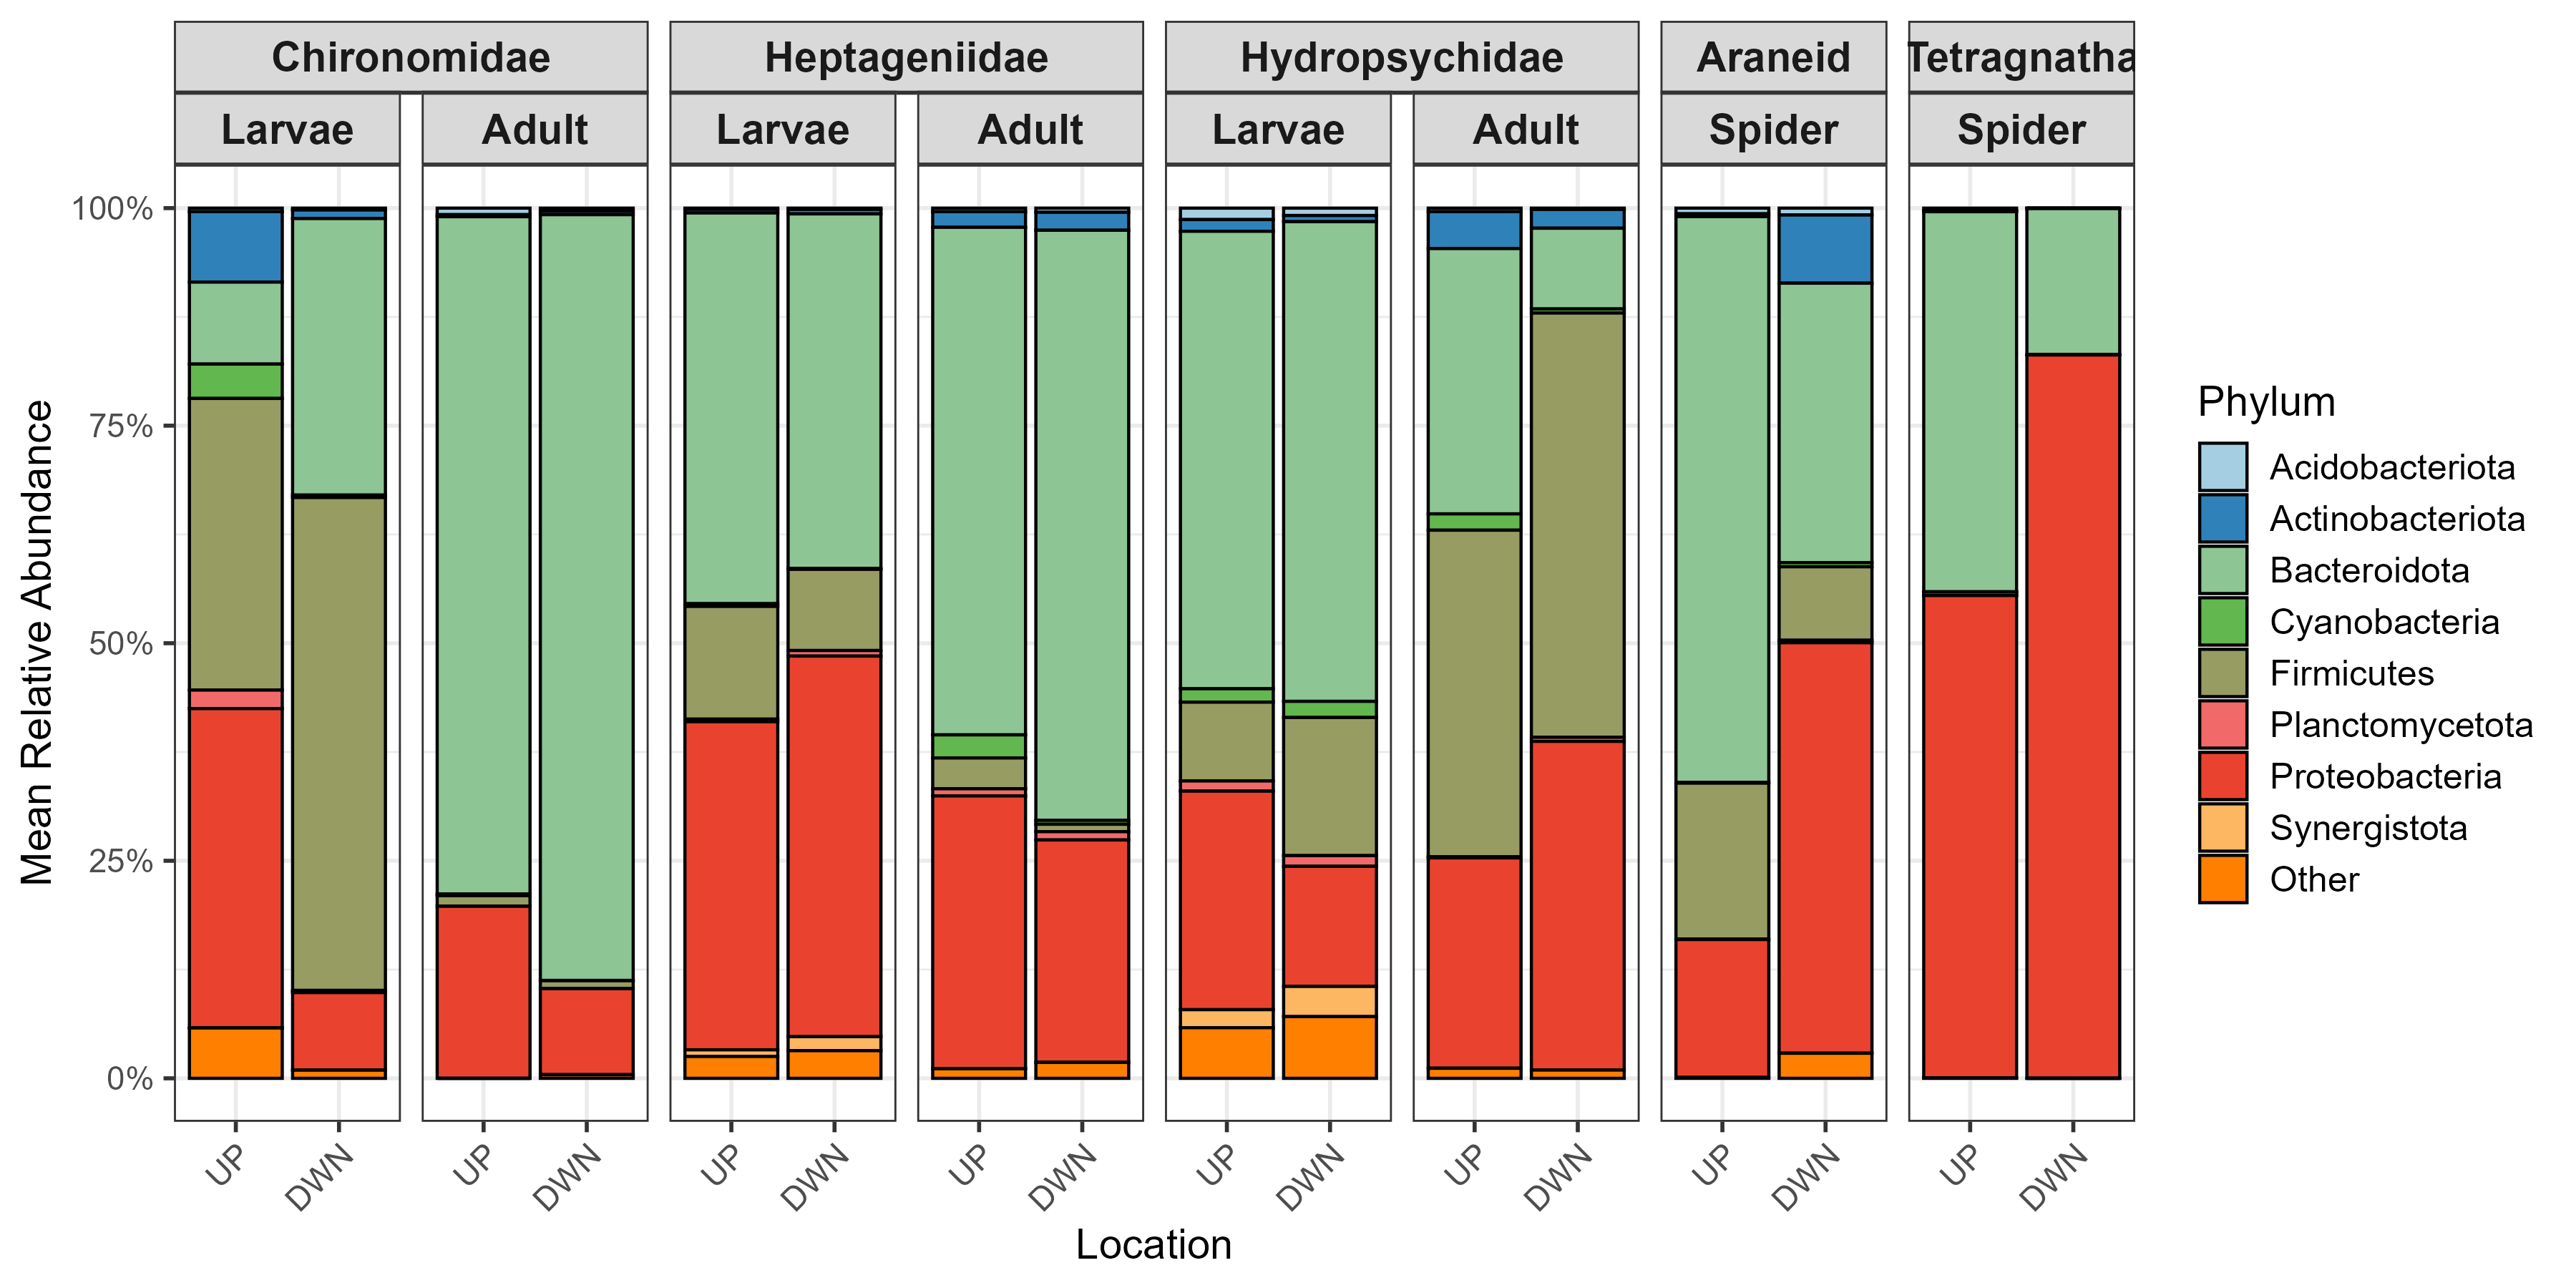 Chironomidae
Heptageniidae
Hydropsychidae
Araneid
Tetragnatha
Larvae
Adult
Larvae
Adult
Larvae
Adult
Spider
Spider
Mean Relative Abundance
100%
75%
50%
25%
0%
UP
DWN
UP
DWN
UP
DWN
UP
DWN
UP
DWN
UP
DWN
UP
DWN
UP
DWN
Location
Phylum
Acidobacteriota
Actinobacteriota
Bacteroidota
Cyanobacteria
Firmicutes
Planctomycetota
Proteobacteria
Synergistota
Other